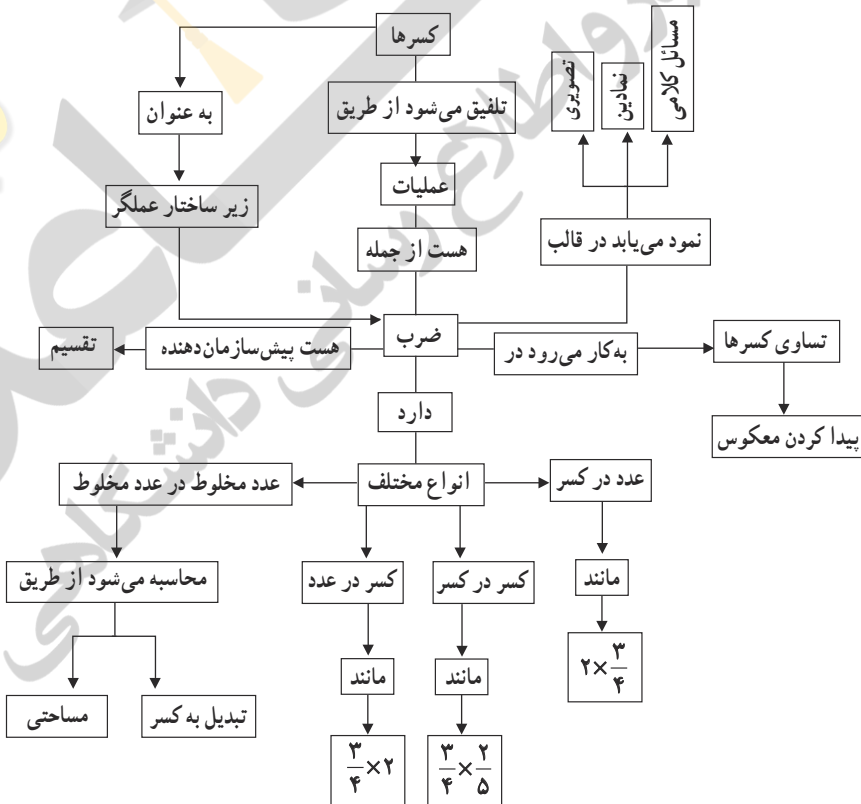 کسرها
تلفیق می‌شود از طریق
به عنوان
عملیات
زیر ساختار عملگر
هست از جمله
تصویری
نمادین
مسائل کلامی
نمود می‌یابد در قالب
ضرب
تساوی کسرها
به‌کار می‌رود در
هست پیش‌سازمان‌دهنده
تقسیم
پیدا کردن معکوس
دارد
انواع مختلف
عدد در کسر
عدد مخلوط در عدد مخلوط
مانند
کسر در کسر
کسر در عدد
محاسبه می‌شود از طریق
۲×۳/۴
مانند
مانند
تبدیل به کسر
مساحتی
۳/۴×۲/۵
۳/۴×۲
اطلاع رسانی دانشگاهی